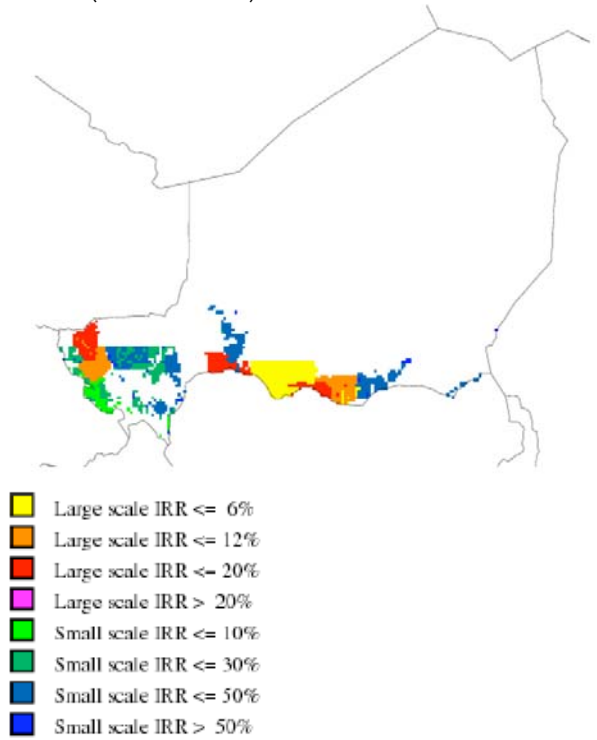 Large scale IRR <= 6%
Large scale IRR <= 12%
Large scale IRR <= 20%
Large scale IRR > 20%
Small scale IRR <= 10%
Small scale IRR <= 30%
Small scale IRR <= 50%
Small scale IRR > 50%